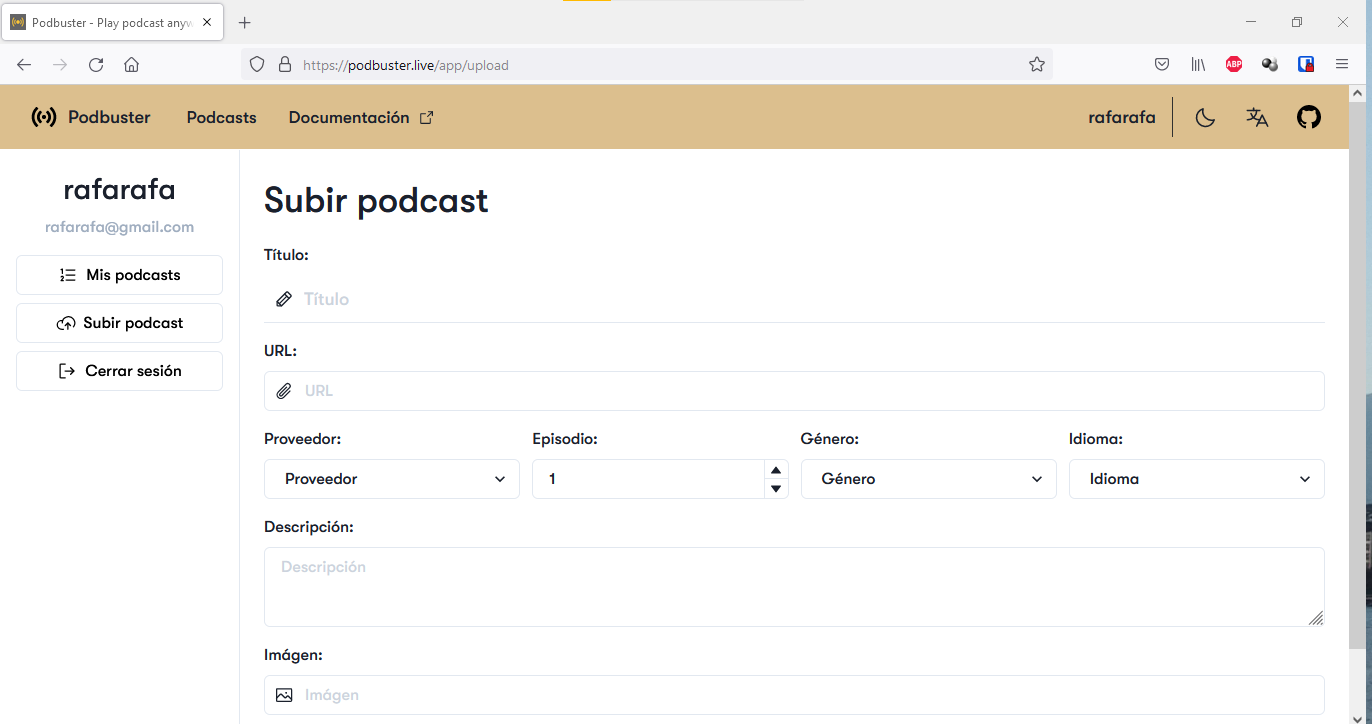 Podbuster - Play podcast anyw
https://podbuster.live/app/upload
ABP
Podbuster Podcasts Documentación rafarafa
rafarafa
rafarafa@gmail.com
Mis podcasts
Subir podcast
Cerrar sesión
Subir podcast
Título:
Título
URL:
URL
Proveedor: Episodio: Género: Idioma:
Proveedor 1 Género Idioma
Descripción:
Descripción
Imágen:
Imágen